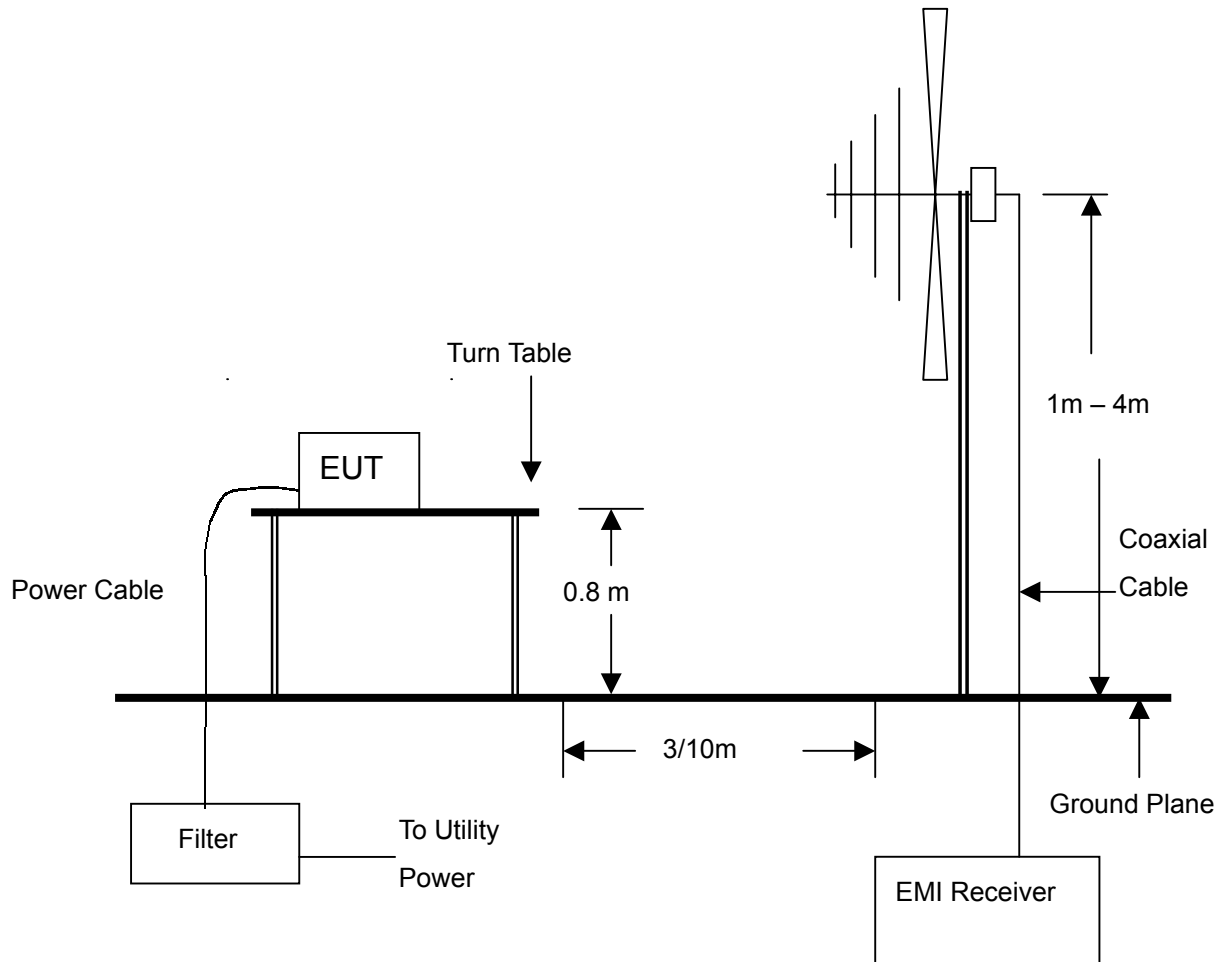 Turn Table
1m – 4m
EUT
Coaxial
Cable
Power Cable
0.8 m
3/10m
Ground Plane
Filter
To Utility
Power
EMI Receiver